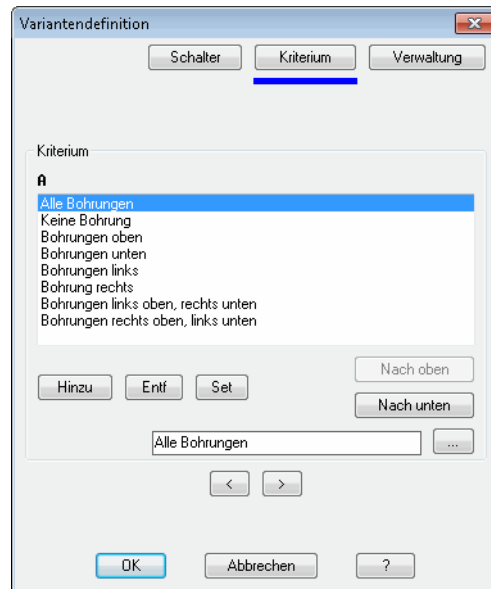 Variantendefinition
Schalter Kriterium Verwaltung
Kriterium
A
Alle Bohrungen
Keine Bohrung
Bohrungen oben
Bohrungen unten
Bohrungen links
Bohrung rechts
Bohrungen links oben, rechts unten
Bohrungen rechts oben, links unten
Nach oben
Hinzu Entf Set
Nach unten
Alle Bohrungen ...
< >
OK Abbrechen ?